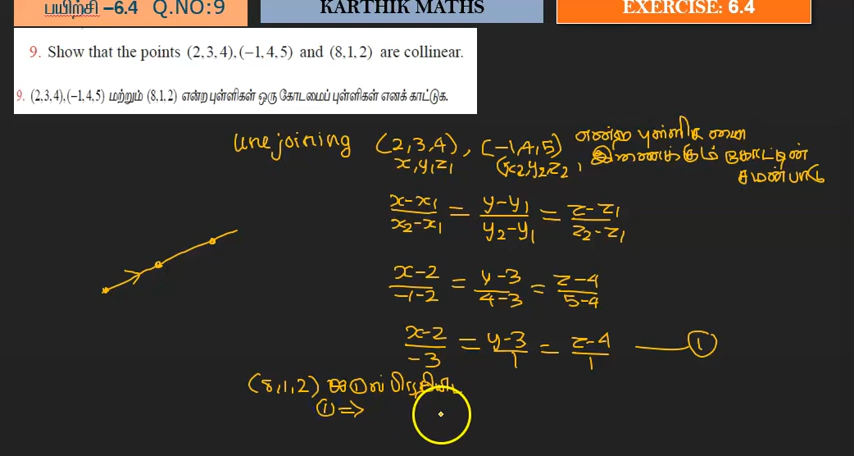 பயிற்சி –6.4 Q.NO:9 KARTHIK MATHS EXERCISE: 6.4
9. Show that the points (2,3,4),(−1,4,5) and (8,1,2) are collinear.
9. (2,3,4),(−1,4,5) மற்றும் (8,1,2) என்ற புள்ளிகள் ஒரு கோடமைப் புள்ளிகள் எனக் காட்டுக.
Line joining (2,3,4), (-1,4,5) என்ற புள்ளிகளை
x₁y₁z₁ (x₂,y₂,z₂, இணைக்கும் கோட்டின்
சமன்பாடு
x-x₁/x₂-x₁ = y-y₁/y₂-y₁ = z-z₁/z₂-z₁
x-2/-1-2 = y-3/4-3 = z-4/5-4
x-2/-3 = y-3/1 = z-4/1 —— ①
(8,1,2) ①ல்
① ⇒